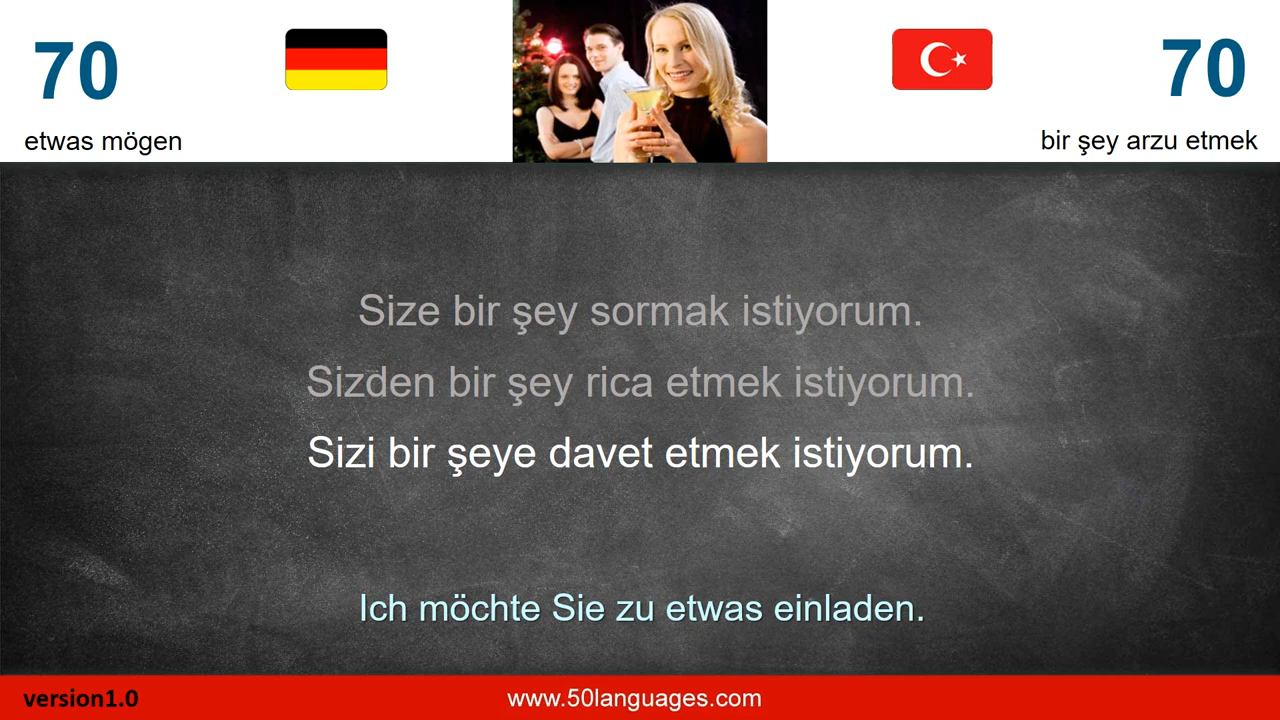 70
70
etwas mögen
bir şey arzu etmek
Size bir şey sormak istiyorum.
Sizden bir şey rica etmek istiyorum.
Sizi bir şeye davet etmek istiyorum.
Ich möchte Sie zu etwas einladen.
version1.0
www.50languages.com